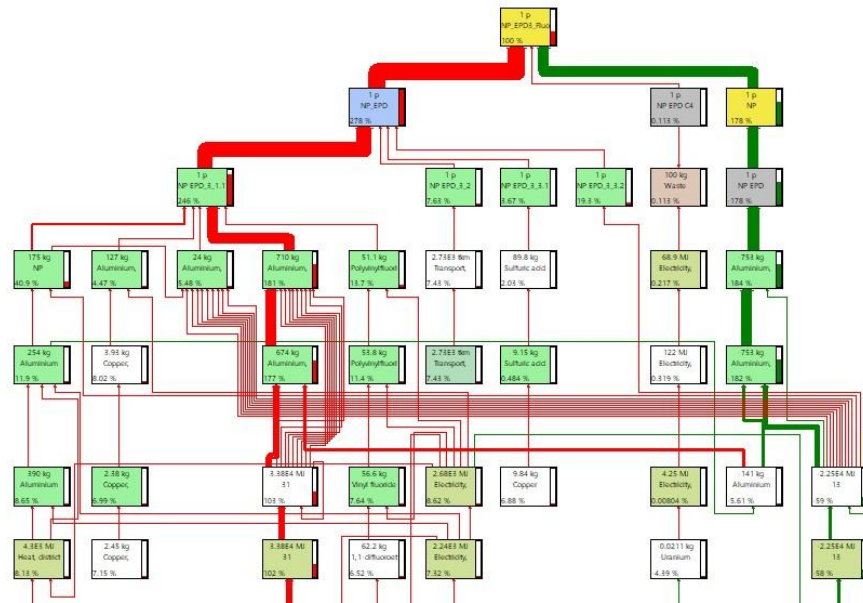 1 p
NP_EPD3_Fluo
100 %
1 p
NP_EPD
278 %
1 p
NP EPD C4
0.113 %
1 p
NP
-178 %
1 p
NP EPD_3_1.1
246 %
1 p
NP EPD_3_2
7.63 %
1 p
NP EPD_3_3.1
3.67 %
1 p
NP EPD_3_3.2
19.3 %
100 kg
Waste
0.113 %
1 p
NP EPD
-178 %
175 kg
NP
40.9 %
127 kg
Aluminium,
4.47 %
24 kg
Aluminium,
5.48 %
710 kg
Aluminium,
181 %
51.1 kg
Polyvinylfluori
13.7 %
2.73E3 tkm
Transport,
7.43 %
89.8 kg
Sulfuric acid
2.03 %
68.9 MJ
Electricity,
0.217 %
753 kg
Aluminium,
-184 %
254 kg
Aluminium
11.9 %
3.93 kg
Copper,
8.02 %
674 kg
Aluminium,
177 %
53.8 kg
Polyvinylfluori
11.4 %
2.73E3 tkm
Transport,
7.43 %
9.15 kg
Sulfuric acid
0.484 %
122 MJ
Electricity,
0.319 %
-753 kg
Aluminium,
-182 %
390 kg
Aluminium
8.65 %
2.38 kg
Copper,
6.99 %
3.38E4 MJ
31
103 %
56.6 kg
Vinyl fluoride
7.64 %
2.68E3 MJ
Electricity,
8.62 %
9.84 kg
Copper
6.88 %
4.25 MJ
Electricity,
0.00804 %
141 kg
Aluminium
5.61 %
-2.25E4 MJ
13
-59 %
4.3E3 MJ
Heat, district
8.13 %
2.45 kg
Copper,
7.15 %
3.38E4 MJ
31
102 %
62.2 kg
1,1-difluoroet
6.52 %
2.24E3 MJ
Electricity,
7.32 %
0.0211 kg
Uranium
4.39 %
-2.25E4 MJ
13
-58 %